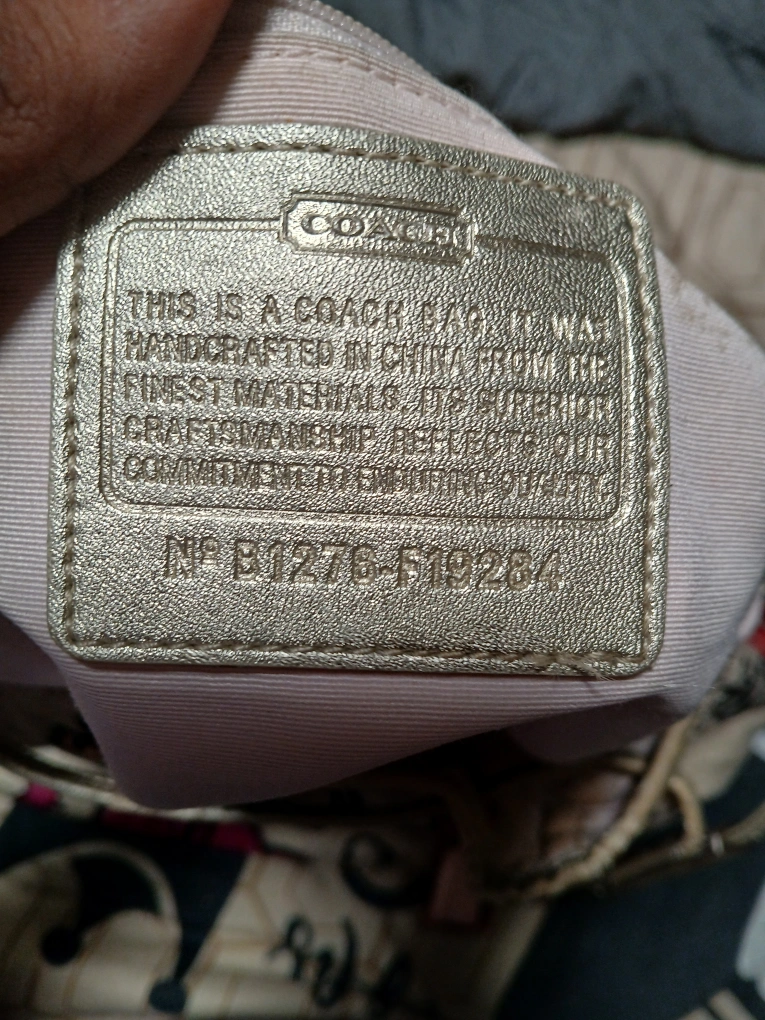 COACH
THIS IS A COACH BAG. IT WAS
HANDCRAFTED IN CHINA FROM THE
FINEST MATERIALS. ITS SUPERIOR
CRAFTSMANSHIP REFLECTS OUR
COMMITMENT TO ENDURING QUALITY.
Nº B1276-F19284